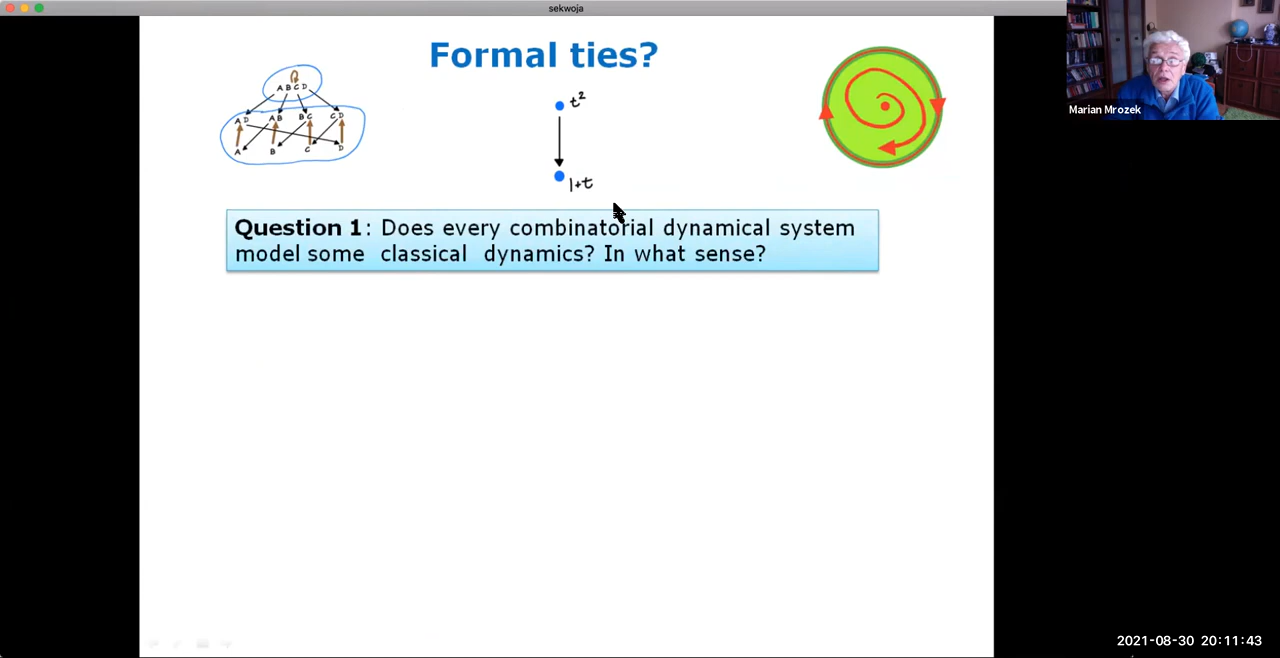 sekwoja
Formal ties?
A B C D
A D A B B C C D
A B C D
t²
1+t
Marian Mrozek
Question 1: Does every combinatorial dynamical system
model some classical dynamics? In what sense?
2021-08-30 20:11:43